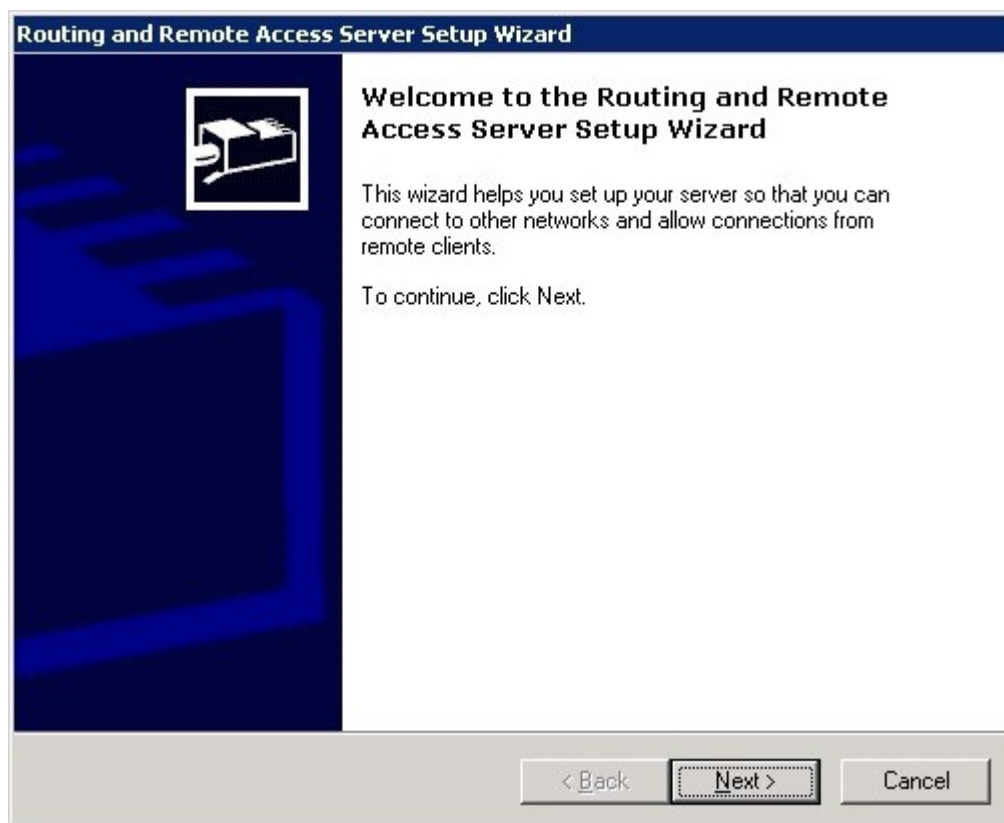 Routing and Remote Access Server Setup Wizard
Welcome to the Routing and Remote
Access Server Setup Wizard
This wizard helps you set up your server so that you can
connect to other networks and allow connections from
remote clients.
To continue, click Next.
< Back
Next >
Cancel